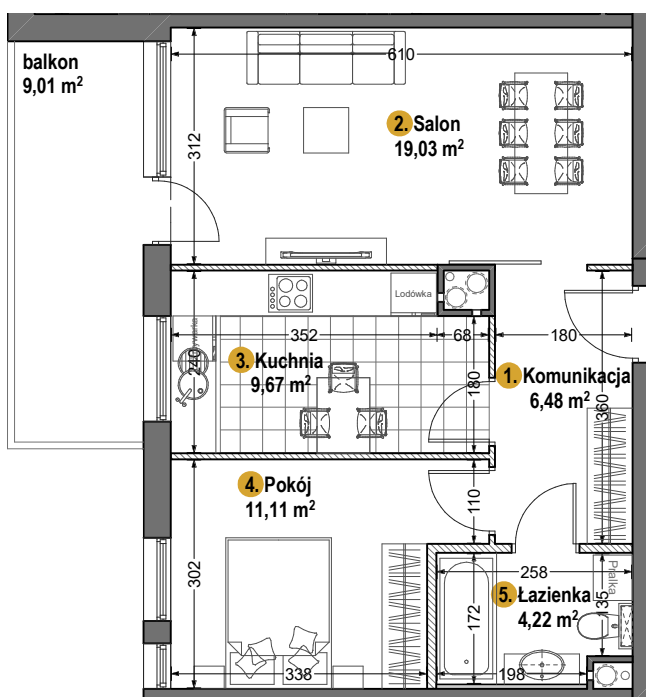 balkon
9,01 m²
610
2. Salon
19,03 m²
312
Lodówka
352
68
180
240
3. Kuchnia
9,67 m²
180
1. Komunikacja
6,48 m²
360
4. Pokój
11,11 m²
110
302
258
Pralka
5. Łazienka
4,22 m²
135
172
338
198